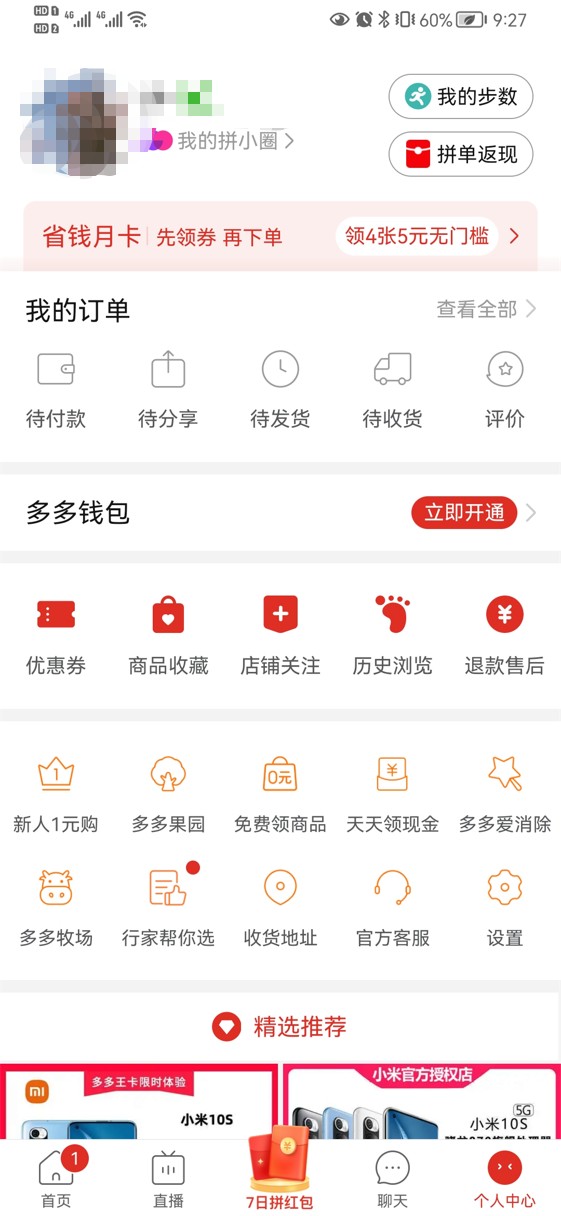 HD 1 4G 4G 60% 9:27
HD 2
我的步数
我的拼小圈
拼单返现
省钱月卡 先领券 再下单 领4张5元无门槛
我的订单 查看全部
待付款 待分享 待发货 待收货 评价
多多钱包 立即开通
优惠券 商品收藏 店铺关注 历史浏览 退款售后
1 0元
新人1元购 多多果园 免费领商品 天天领现金 多多爱消除
多多牧场 行家帮你选 收货地址 官方客服 设置
精选推荐
多多王卡限时体验 小米官方授权店
小米10S 5G
小米10S
1
首页 直播 7日拼红包 聊天 个人中心